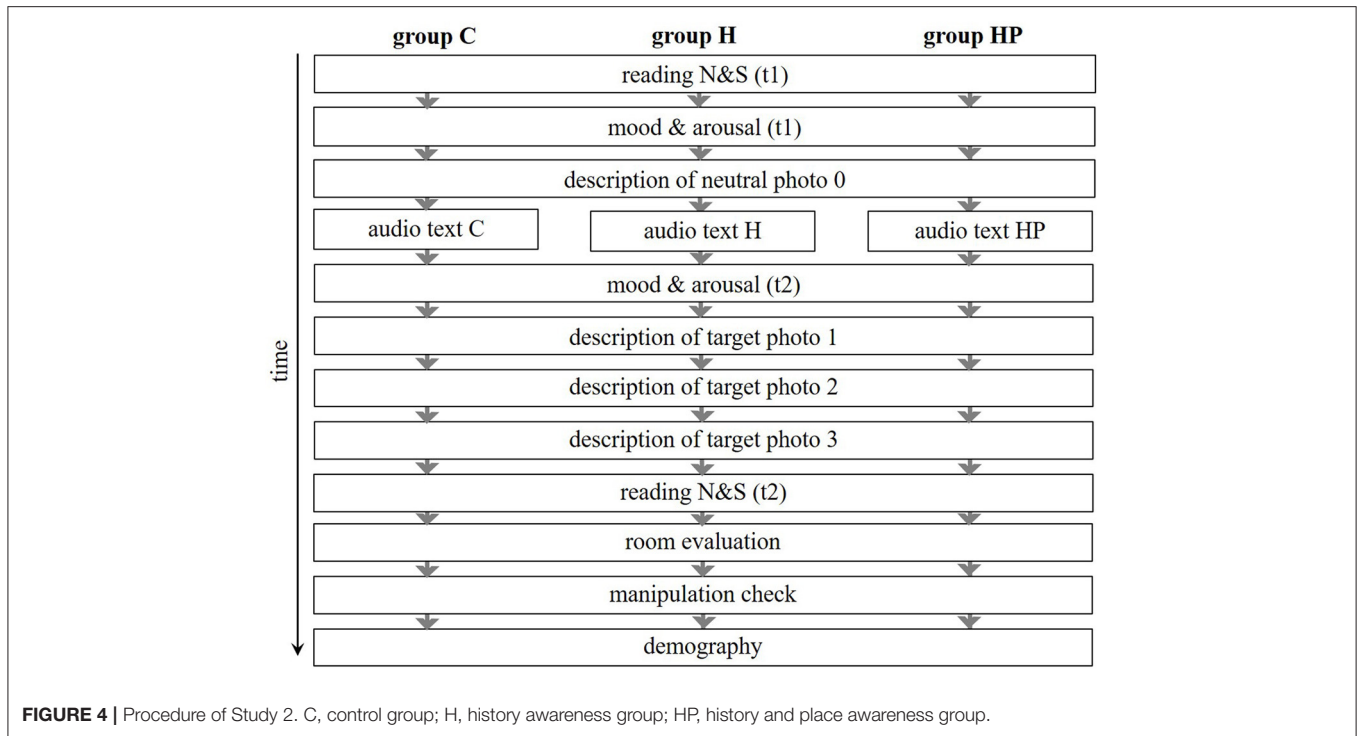 group C group H group HP
reading N&S (t1)
mood & arousal (t1)
description of neutral photo 0
audio text C audio text H audio text HP
mood & arousal (t2)
description of target photo 1
time
description of target photo 2
description of target photo 3
reading N&S (t2)
room evaluation
manipulation check
demography
FIGURE 4 | Procedure of Study 2. C, control group; H, history awareness group; HP, history and place awareness group.